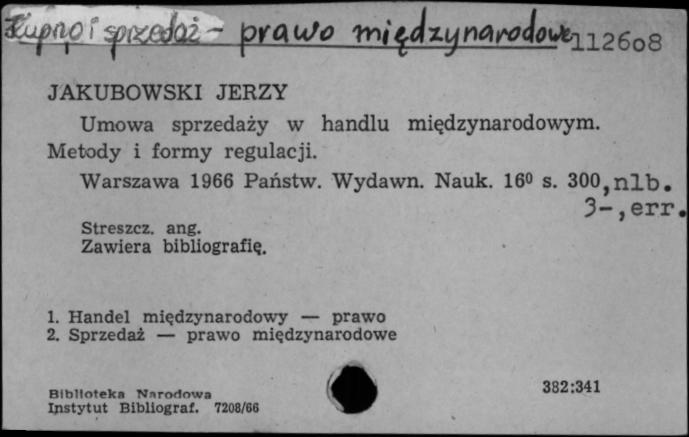 Kupno i sprzedaż - prawo międzynarodowe 112608
JAKUBOWSKI JERZY
Umowa sprzedaży w handlu międzynarodowym.
Metody i formy regulacji.
Warszawa 1966 Państw. Wydawn. Nauk. 16⁰ s. 300, nlb.
3-, err.
Streszcz. ang.
Zawiera bibliografię.
1. Handel międzynarodowy — prawo
2. Sprzedaż — prawo międzynarodowe
Biblioteka Narodowa
Instytut Bibliograf. 7208/66
382:341